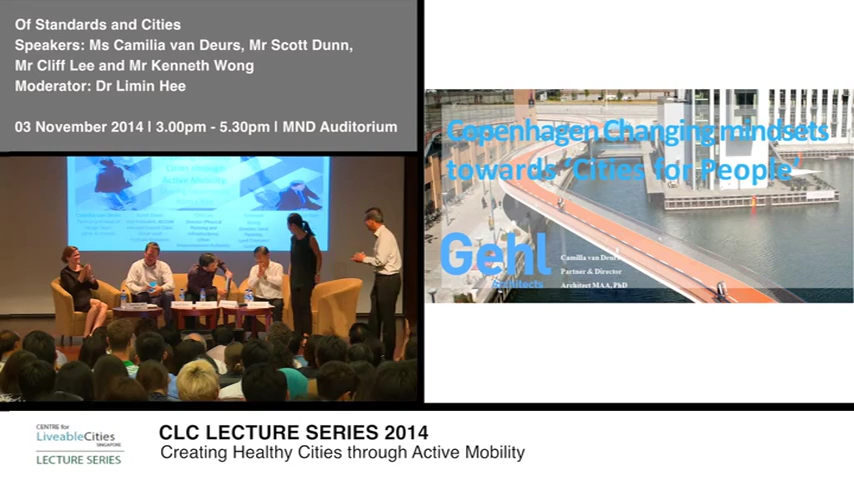 Of Standards and Cities
Speakers: Ms Camilia van Deurs, Mr Scott Dunn,
Mr Cliff Lee and Mr Kenneth Wong
Moderator: Dr Limin Hee
03 November 2014 | 3.00pm - 5.30pm | MND Auditorium
Active Mobility
Copenhagen Changing mindsets
towards 'Cities for People'
Gehl
architects
Camilla van Deurs
Partner & Director
Architect MAA, PhD
CENTRE for
LiveableCities
SINGAPORE
LECTURE SERIES
CLC LECTURE SERIES 2014
Creating Healthy Cities through Active Mobility